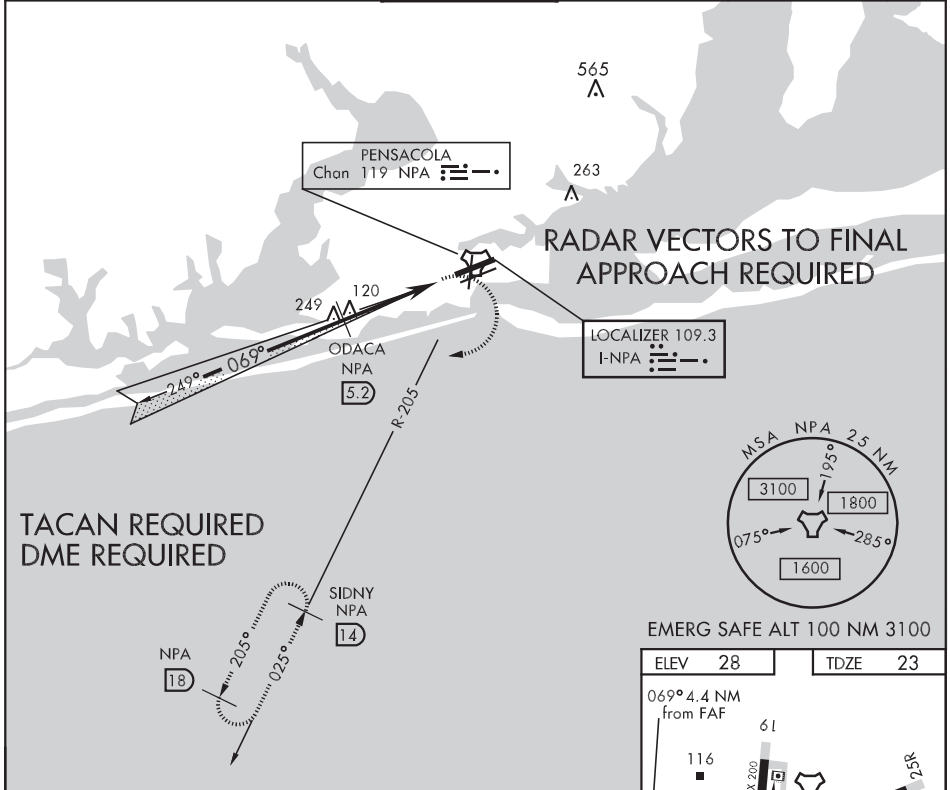 565
PENSACOLA
Chan 119 NPA
263
RADAR VECTORS TO FINAL
APPROACH REQUIRED
249 120
LOCALIZER 109.3
I-NPA
ODACA
NPA
5.2
069°
249°
R-205
MSA NPA 25 NM
195°
3100
1800
075°
285°
1600
TACAN REQUIRED
DME REQUIRED
SIDNY
NPA
14
205°
025°
NPA
18
EMERG SAFE ALT 100 NM 3100
ELEV 28
TDZE 23
069° 4.4 NM
from FAF
19
116
X 200
25R